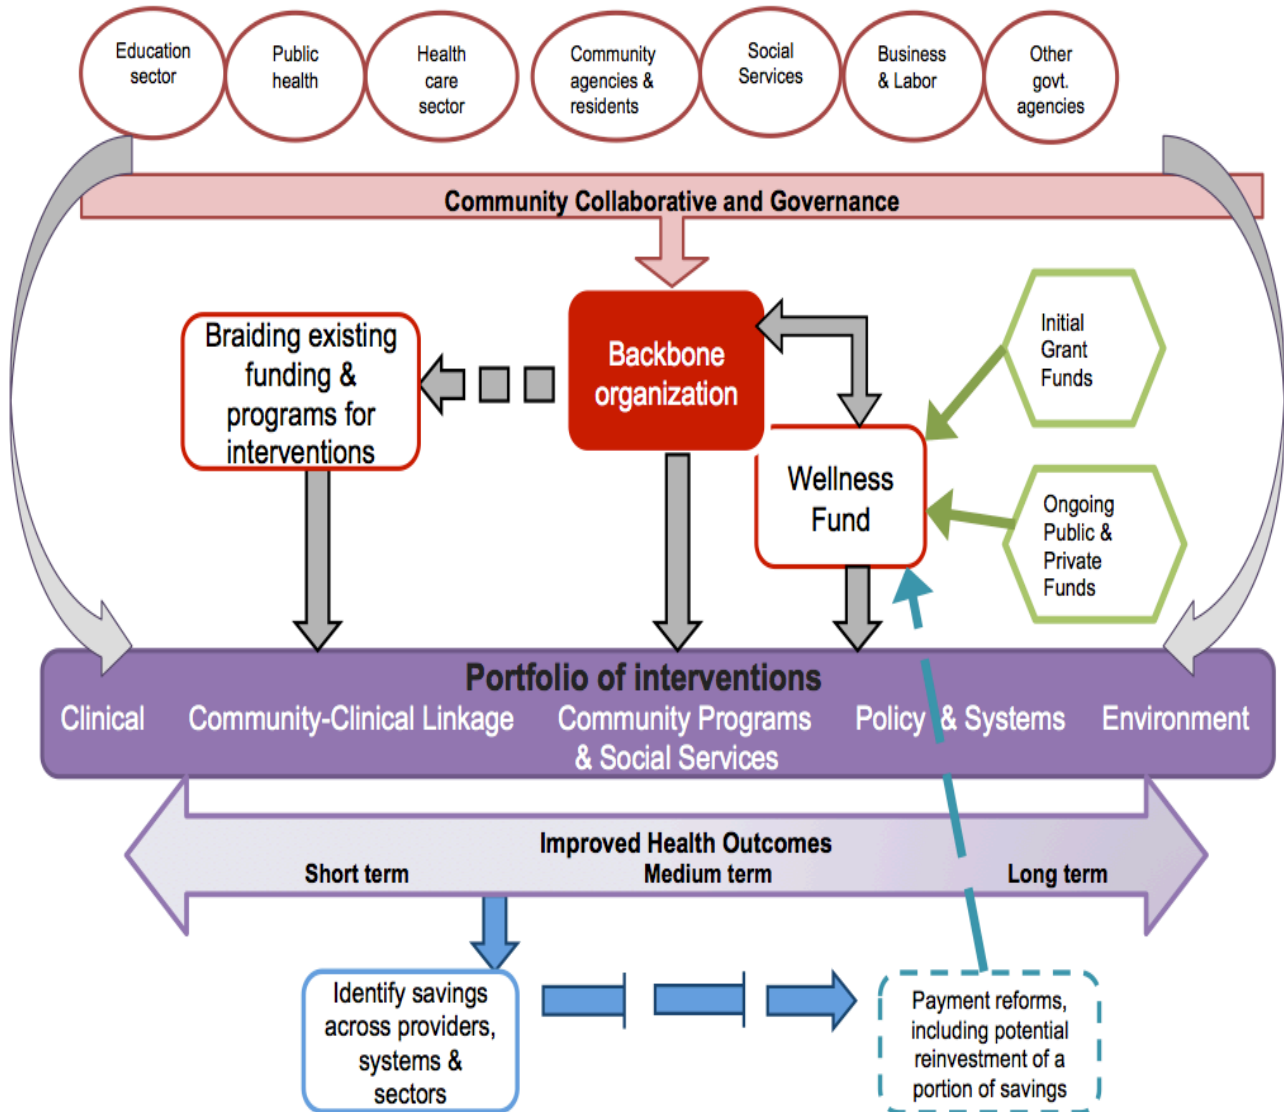 Education
sector
Public
health
Health
care
sector
Community
agencies &
residents
Social
Services
Business
& Labor
Other
govt.
agencies
Community Collaborative and Governance
Braiding existing
funding &
programs for
interventions
Backbone
organization
Initial
Grant
Funds
Wellness
Fund
Ongoing
Public &
Private
Funds
Portfolio of interventions
Clinical
Community-Clinical Linkage
Community Programs
& Social Services
Policy & Systems
Environment
Improved Health Outcomes
Short term
Medium term
Long term
Identify savings
across providers,
systems &
sectors
Payment reforms,
including potential
reinvestment of a
portion of savings